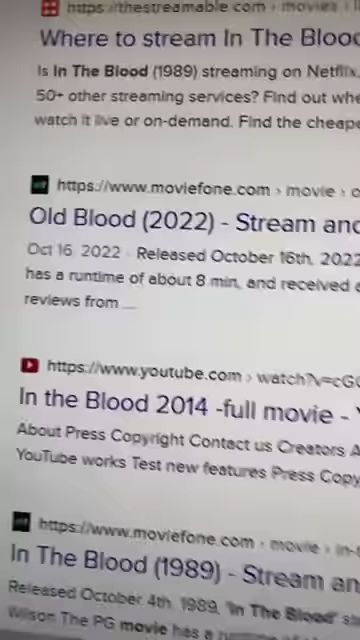 https://thestreamable.com › movies ›
Where to stream In The Blood
Is In The Blood (1989) streaming on Netflix,
50+ other streaming services? Find out whe
watch it live or on-demand. Find the cheape
https://www.moviefone.com › movie › o
Old Blood (2022) - Stream and
Oct 16, 2022 · Released October 16th, 2022
has a runtime of about 8 min, and received
reviews from ...
https://www.youtube.com › watch?v=cG
In the Blood 2014 -full movie -
About Press Copyright Contact us Creators A
YouTube works Test new features Press Copy
https://www.moviefone.com › movie › in-
In The Blood (1989) - Stream an
Released October 4th, 1989, 'In The Blood'
Wilson The PG movie has a